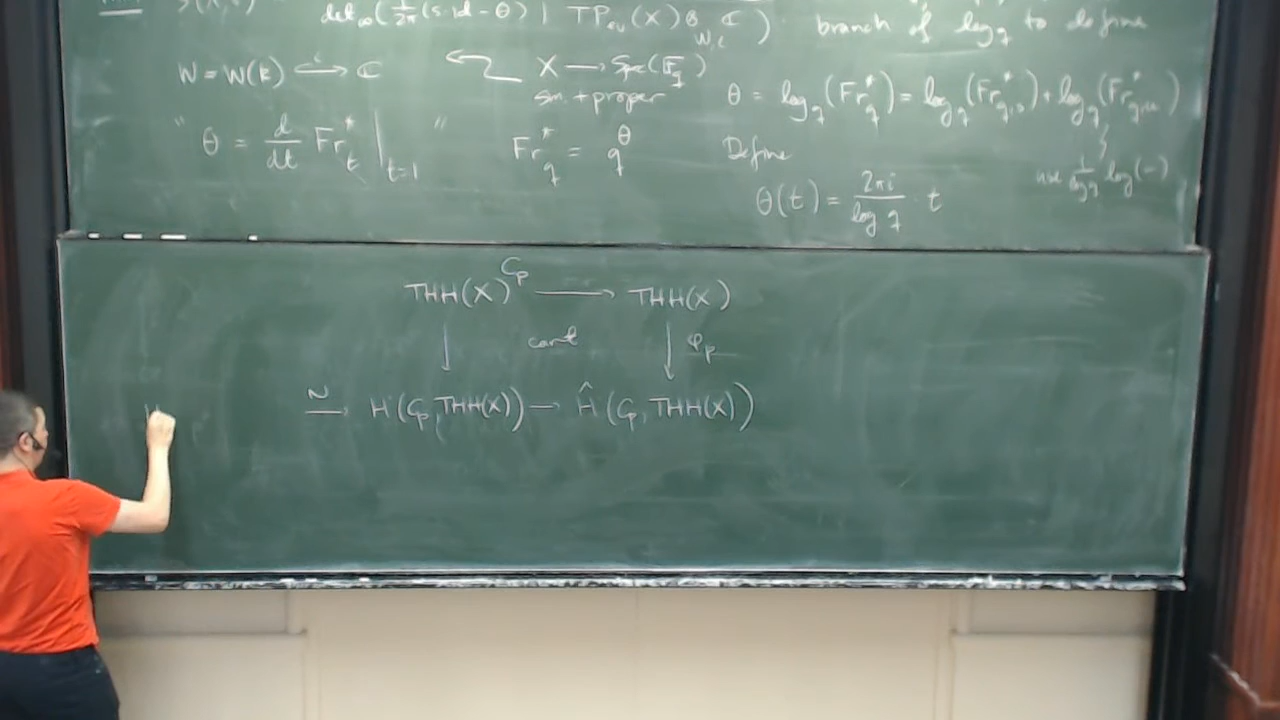 det∞(1/2π (s·id − θ) | TP_ev(X) ⊗_{W,ι} ℂ)
branch of log_q to define
W = W(k) ↪ ℂ
X → Spec(𝔽_q)
sm. + proper
θ = log_q(Fr_q^*) = log_q(Fr_{q,s}^*) + log_q(Fr_{q,u}^*)
" θ = d/dt Fr_t^* |_{t=1} "
Fr_q^* = q^θ
Define
use 1/log q log(−)
θ(t) = 2πi/log q · t
THH(X)^{C_p} → THH(X)
↓ cart ↓ φ_p
N → H·(C_p, THH(X)) → Ĥ(C_p, THH(X))